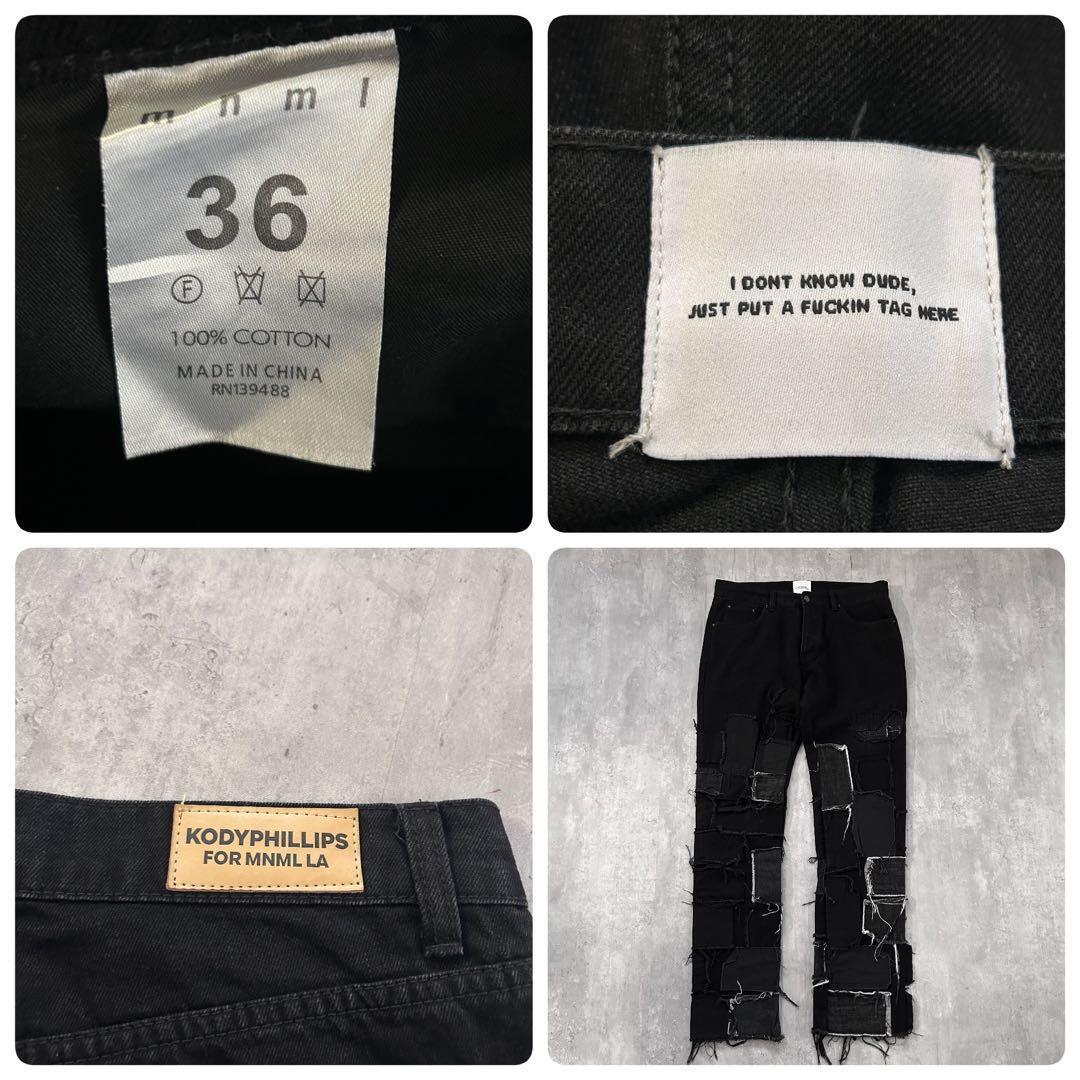 m n m l
36
F
100% COTTON
MADE IN CHINA
RN139488
I DONT KNOW DUDE,
JUST PUT A FUCKIN TAG HERE
KODYPHILLIPS
FOR MNML LA